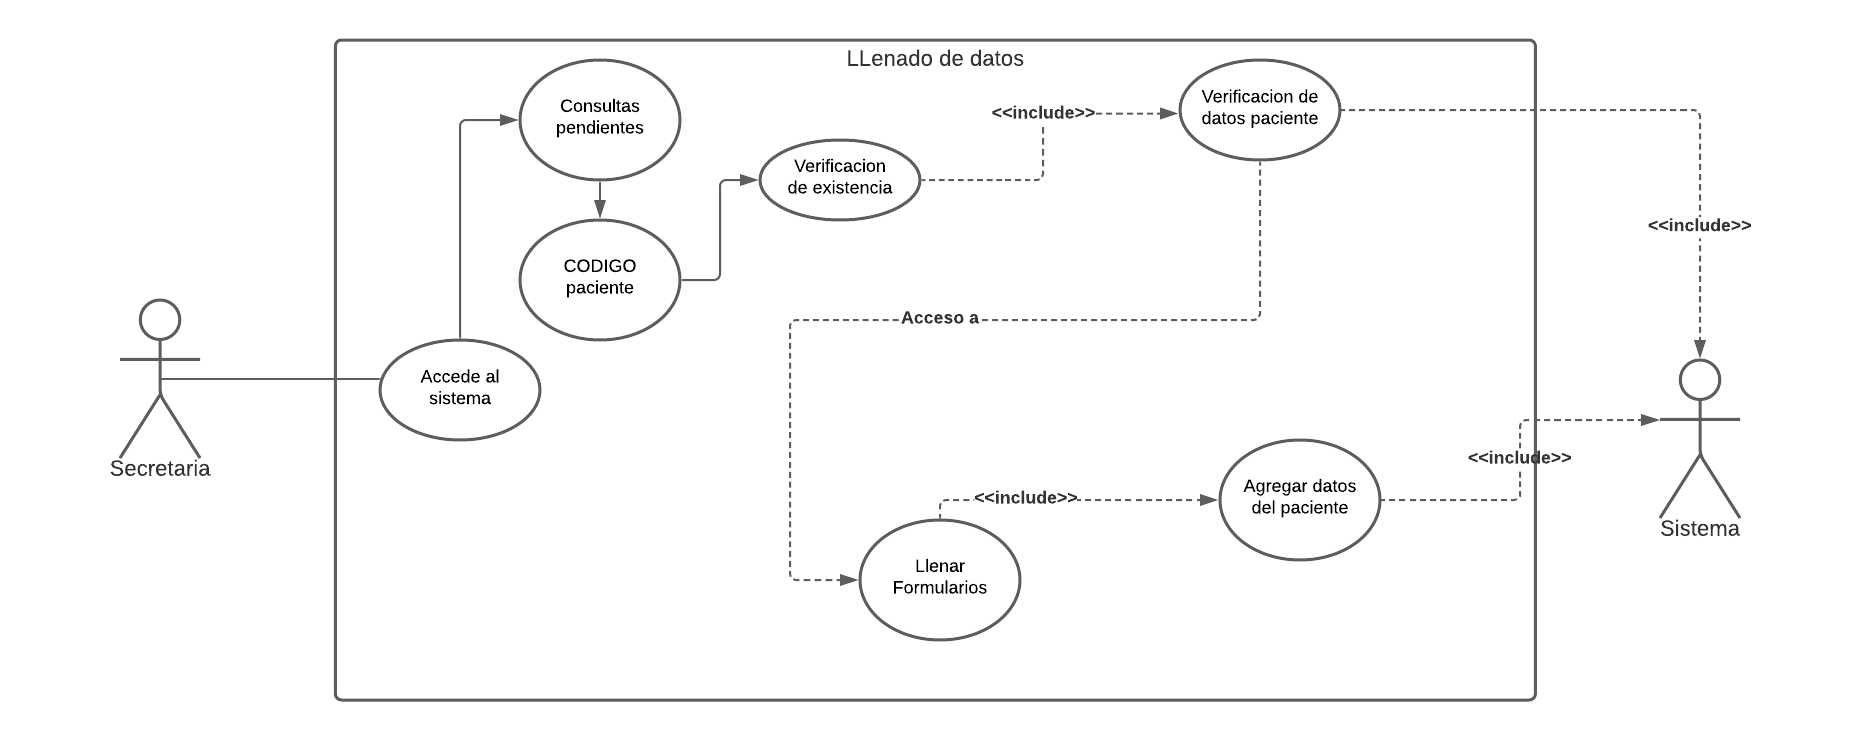 LLenado de datos
Consultas
pendientes
<<include>>
Verificacion de
datos paciente
Verificacion
de existencia
<<include>>
CODIGO
paciente
Acceso a
Accede al
sistema
Secretaria
<<include>>
<<include>>
Agregar datos
del paciente
Sistema
Llenar
Formularios